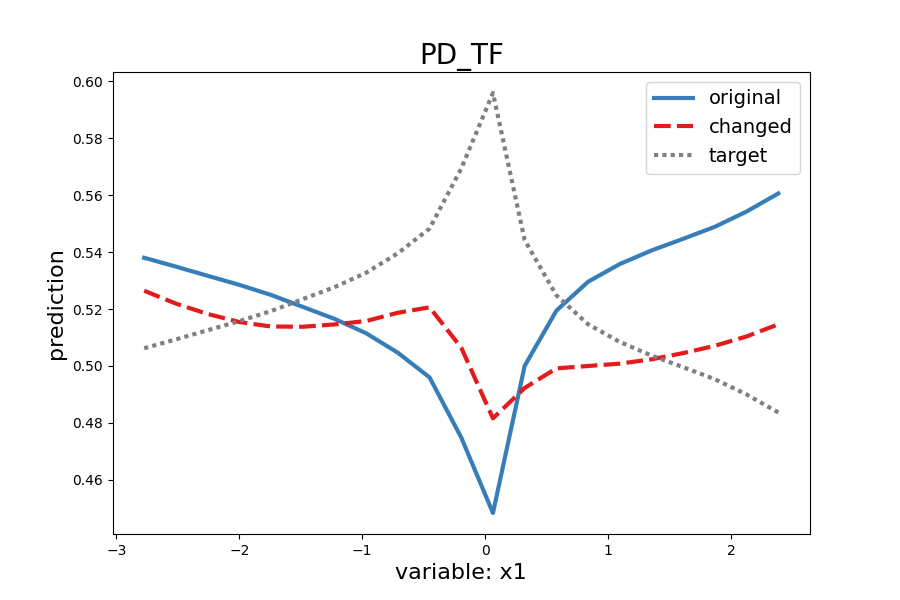 PD_TF
original
changed
target
prediction
0.60
0.58
0.56
0.54
0.52
0.50
0.48
0.46
−3
−2
−1
0
1
2
variable: x1